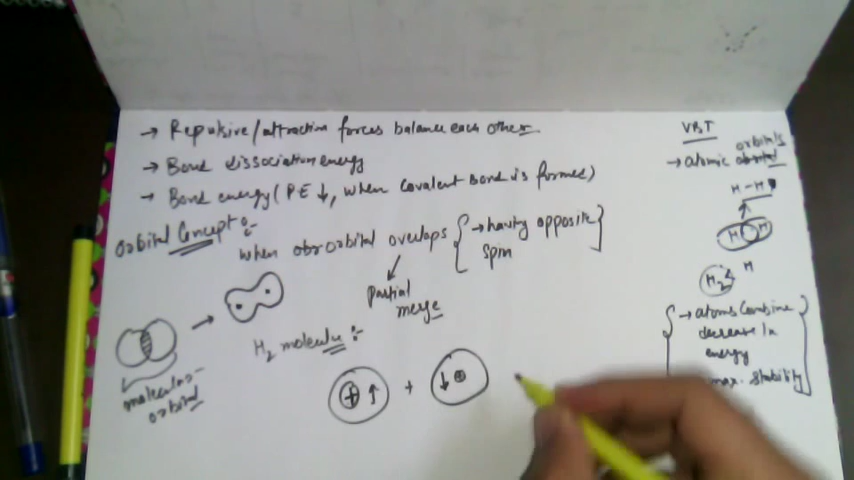 → Repulsive/attraction forces balance each other
→ Bond dissociation energy
→ Bond energy (PE ↓, when covalent Bond is formed)
Orbital Concept :-
when orbital overlaps { → having opposite spin }
partial merge
molecular orbital
H2 molecule :-
+ ↑ + ↓ +
VBT
→ atomic orbitals
H-H
H H
H2 H
{ → atoms combine
decrease in
energy
max. stability }